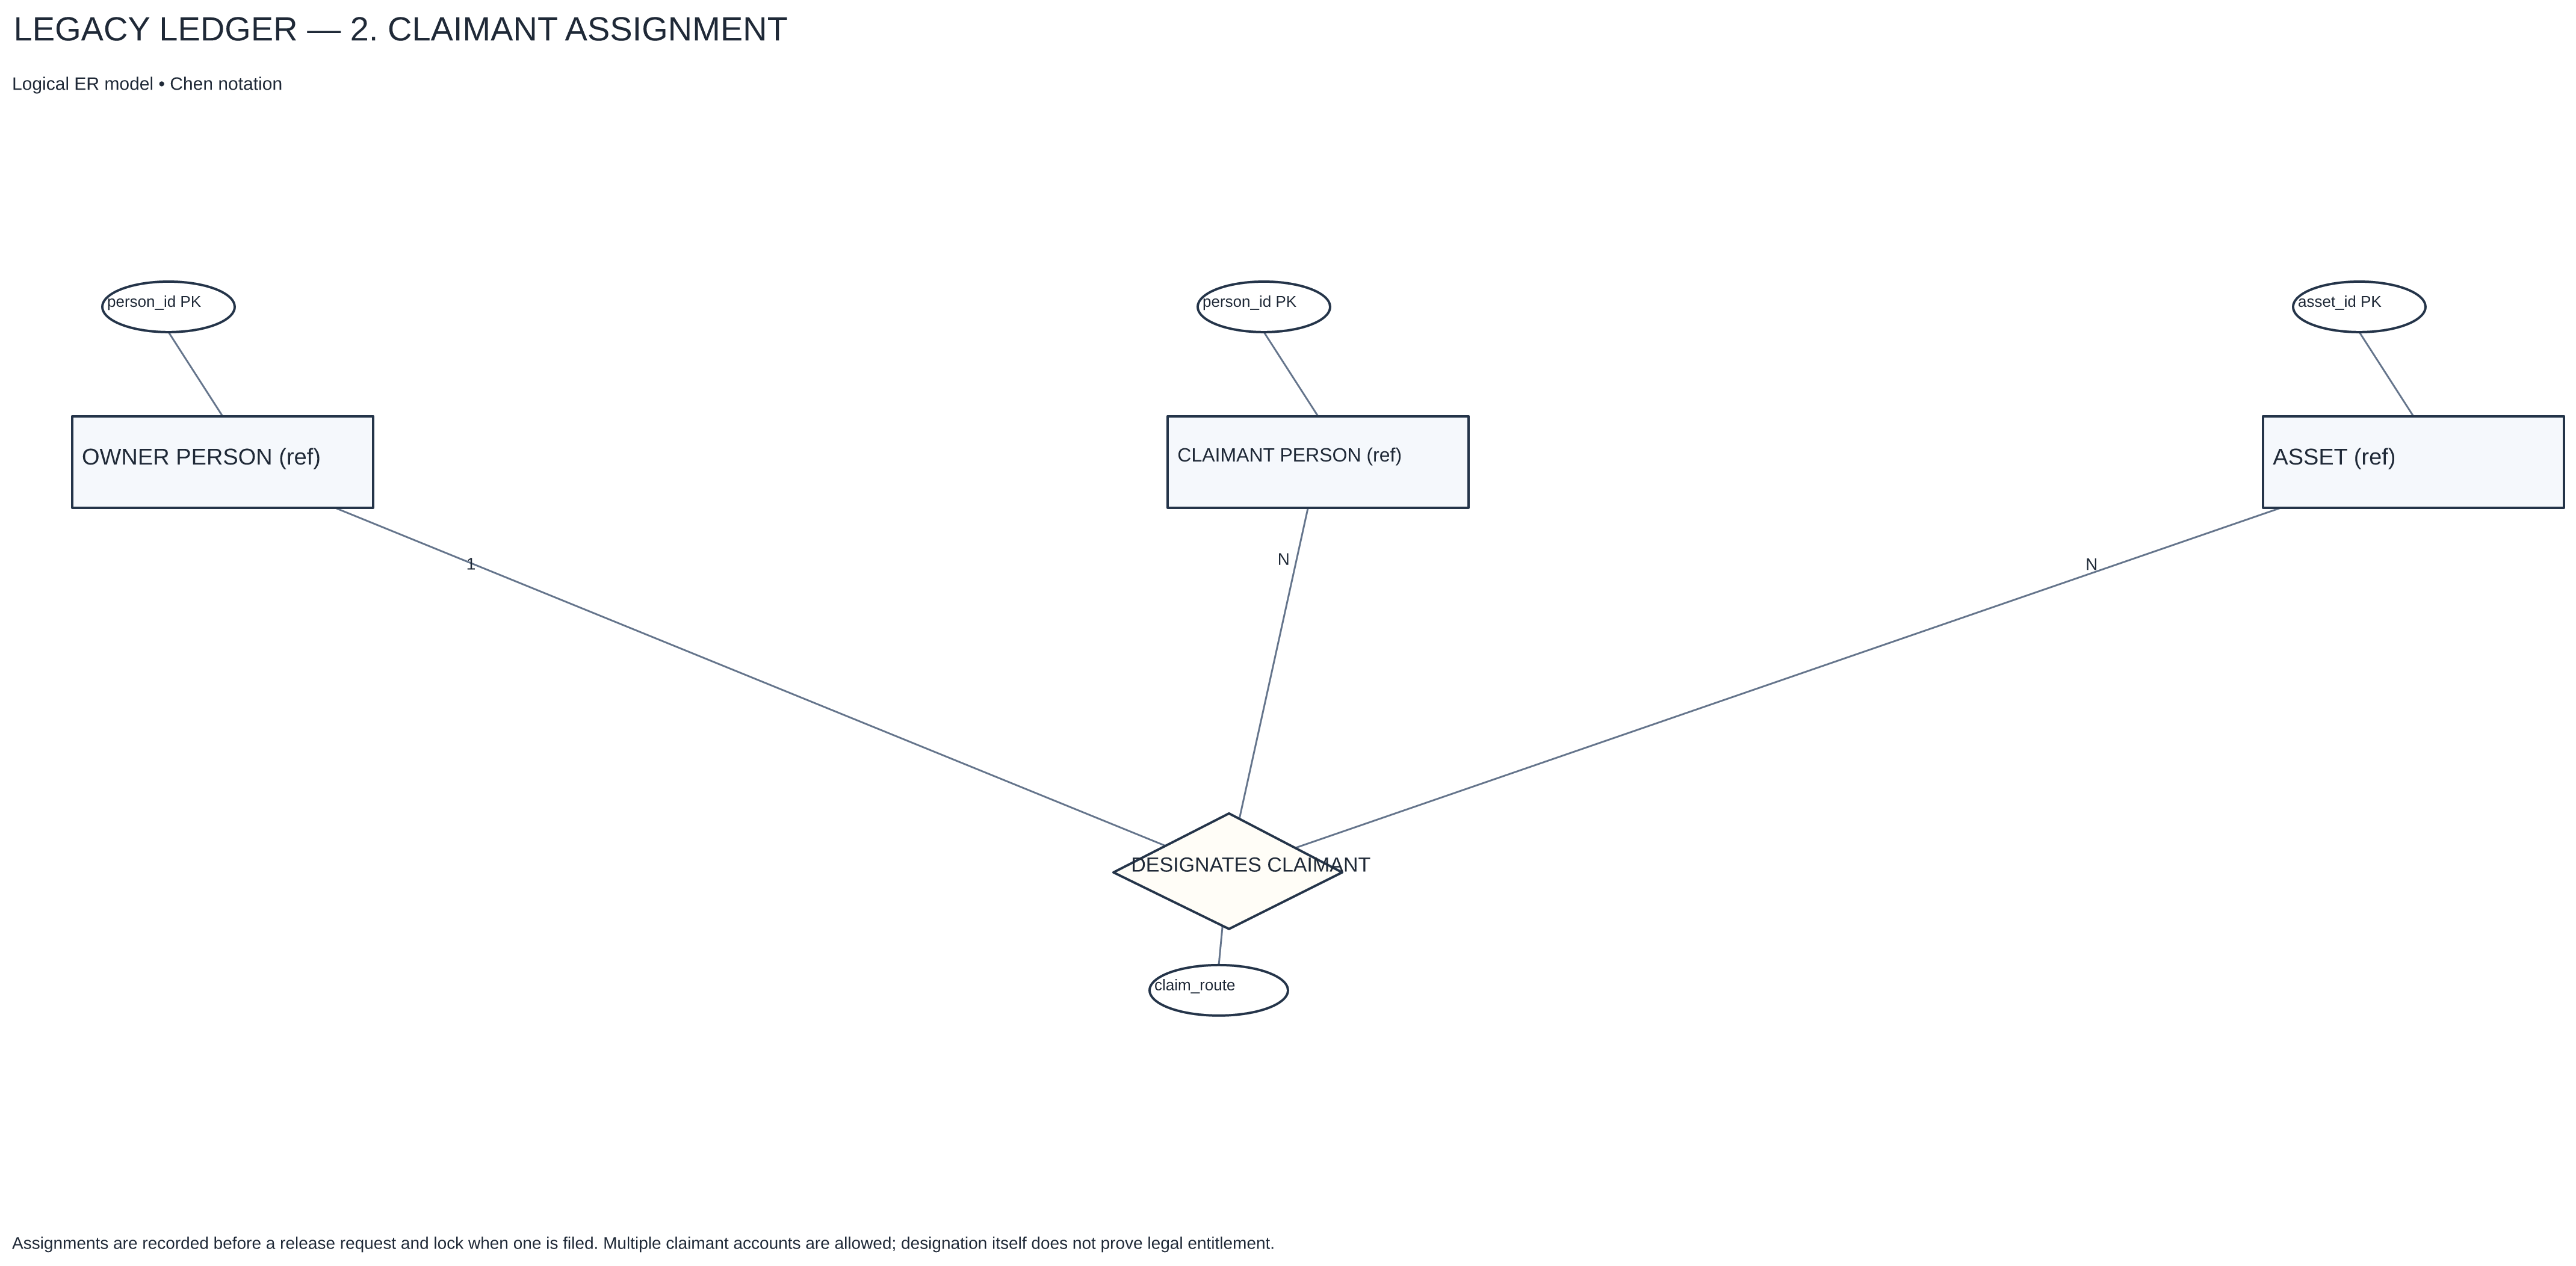 LEGACY LEDGER — 2. CLAIMANT ASSIGNMENT
Logical ER model • Chen notation
person_id PK
person_id PK
asset_id PK
OWNER PERSON (ref)
CLAIMANT PERSON (ref)
ASSET (ref)
1
N
N
DESIGNATES CLAIMANT
claim_route
Assignments are recorded before a release request and lock when one is filed. Multiple claimant accounts are allowed; designation itself does not prove legal entitlement.